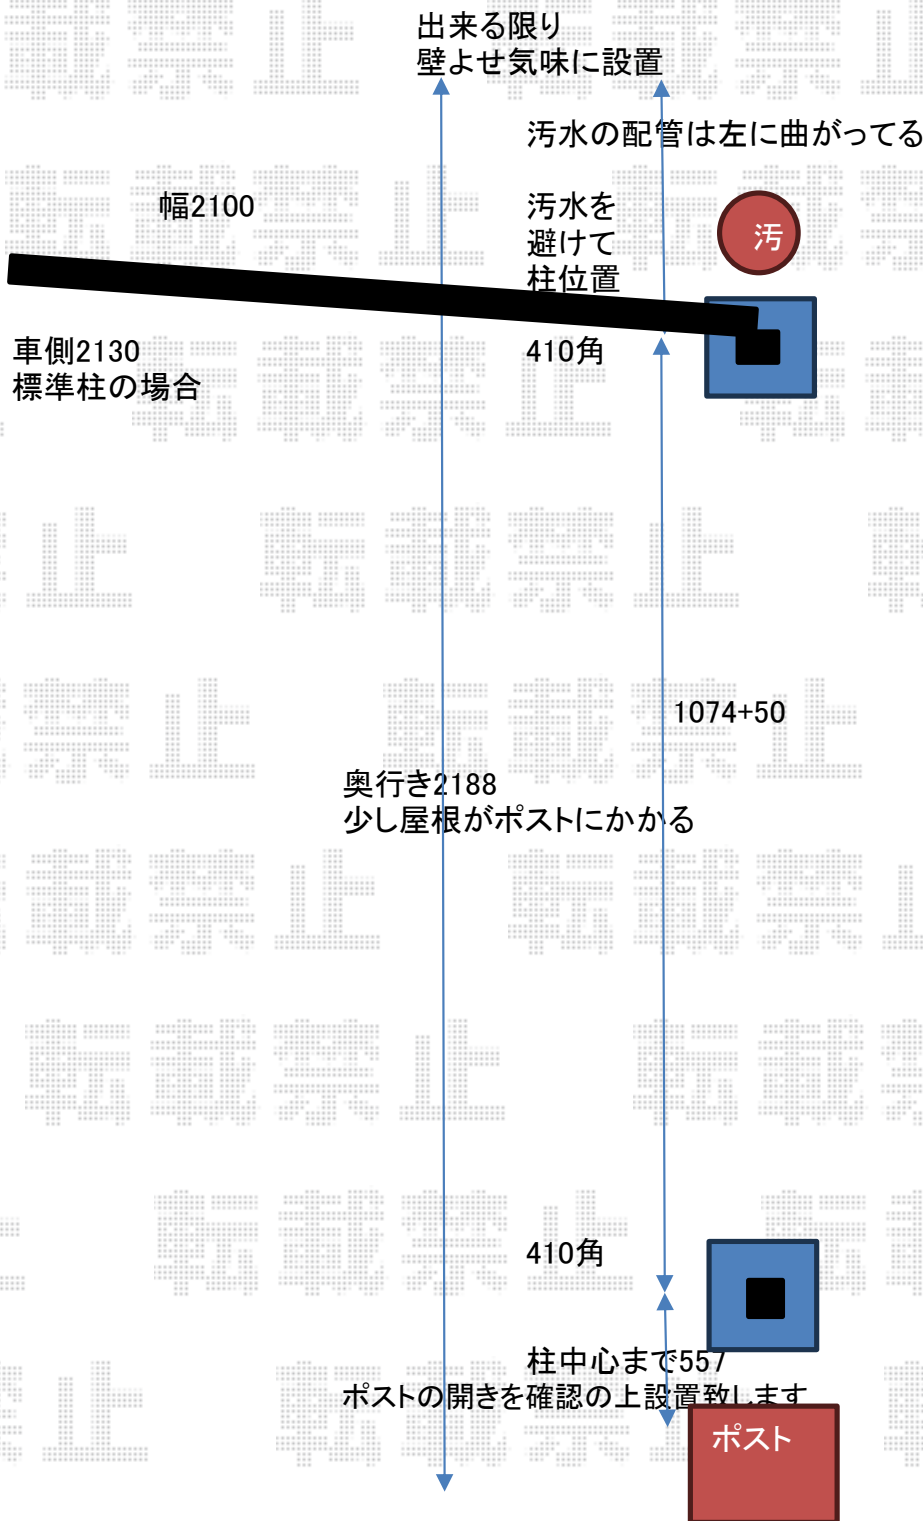 出来る限り
壁よせ気味に設置
汚水の配管は左に曲がってる
幅2100
汚水を
避けて
柱位置
汚
車側2130
標準柱の場合
410角
1074+50
奥行き2188
少し屋根がポストにかかる
410角
柱中心まで557
ポストの開きを確認の上設置致します
ポスト
転載禁止